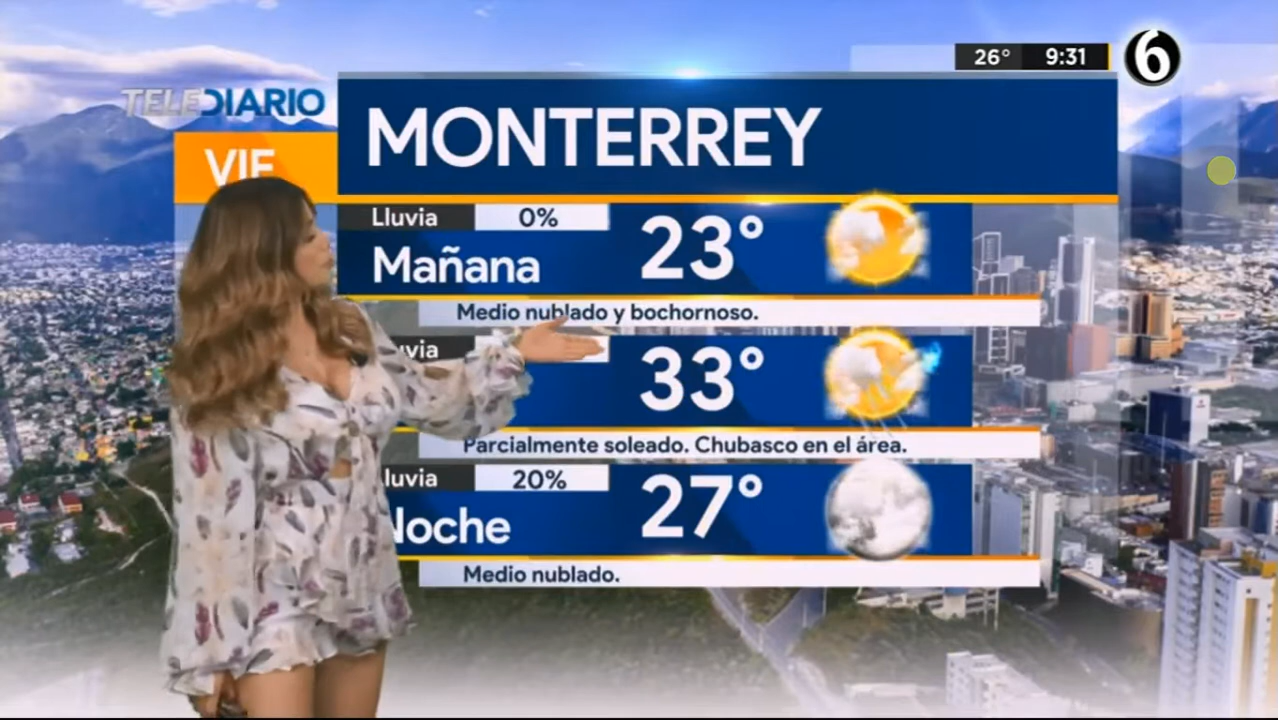 26° 9:31 6
TELEDIARIO
MONTERREY
VIE
Lluvia 0%
Mañana 23°
Medio nublado y bochornoso.
33°
Parcialmente soleado. Chubasco en el área.
20%
27°
Medio nublado.